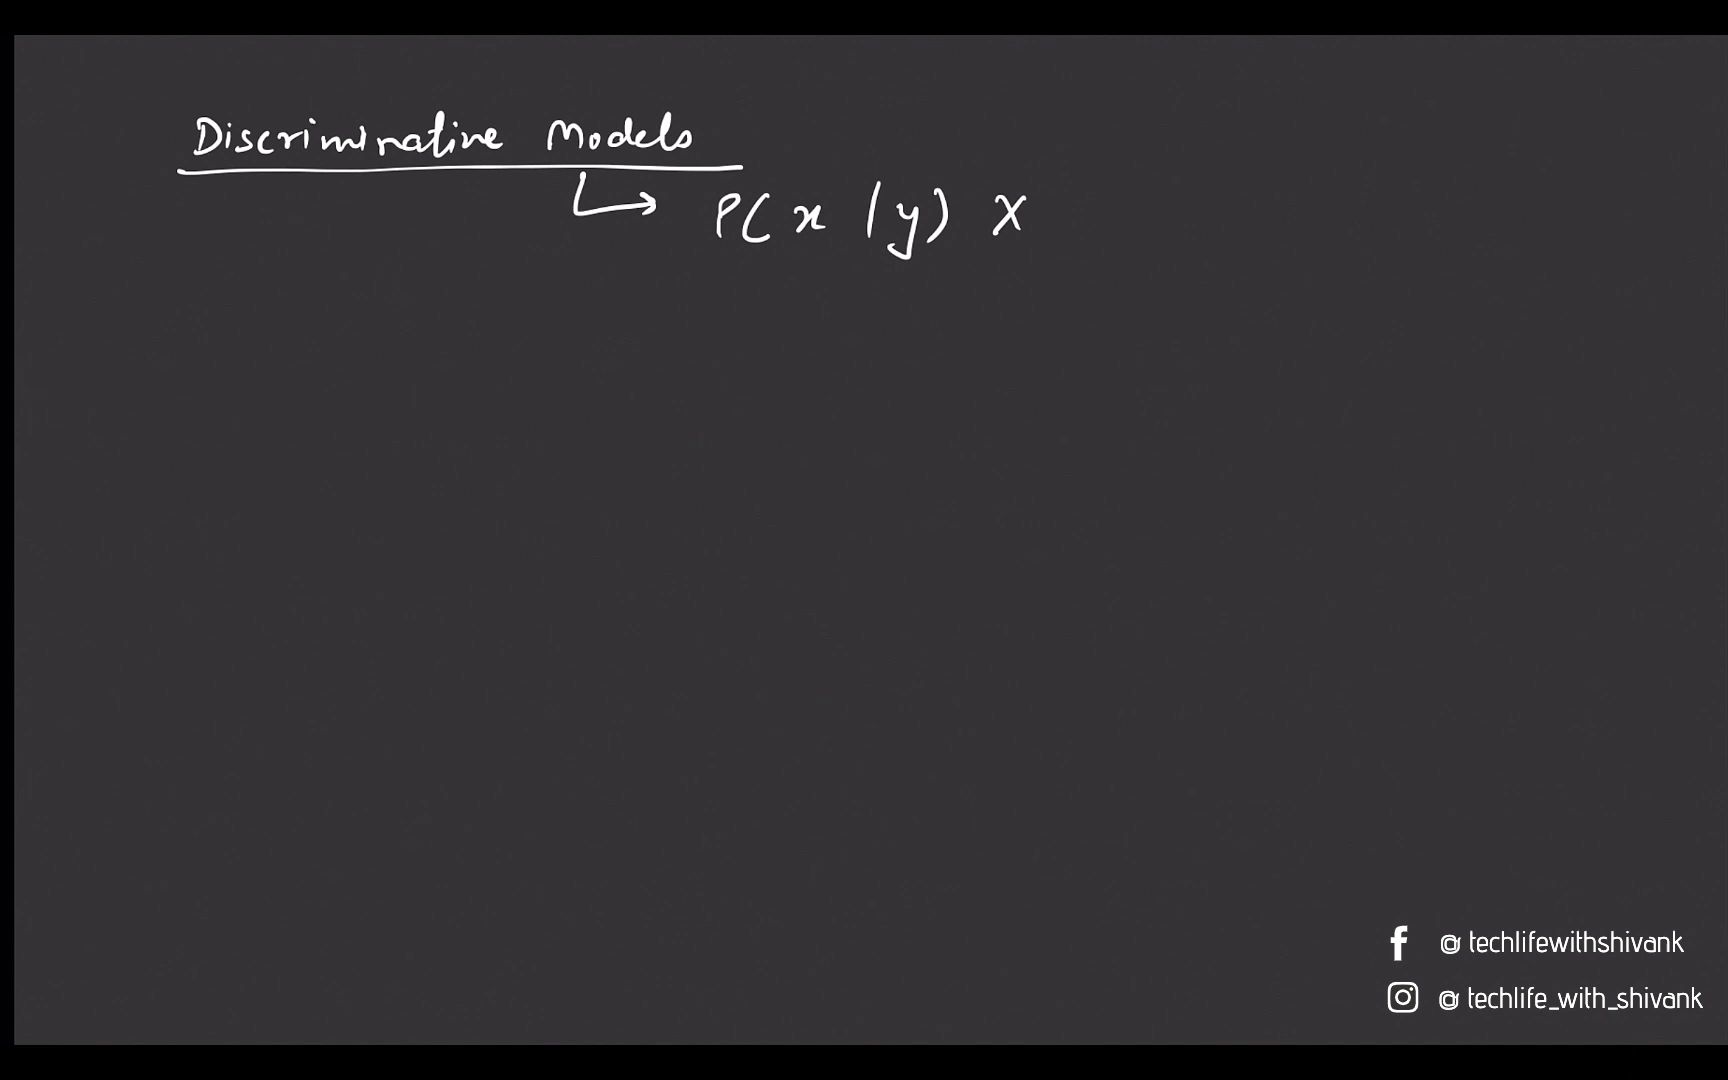 Discriminative Models
P(x|y) X
@ techlifewithshivank
@ techlife_with_shivank